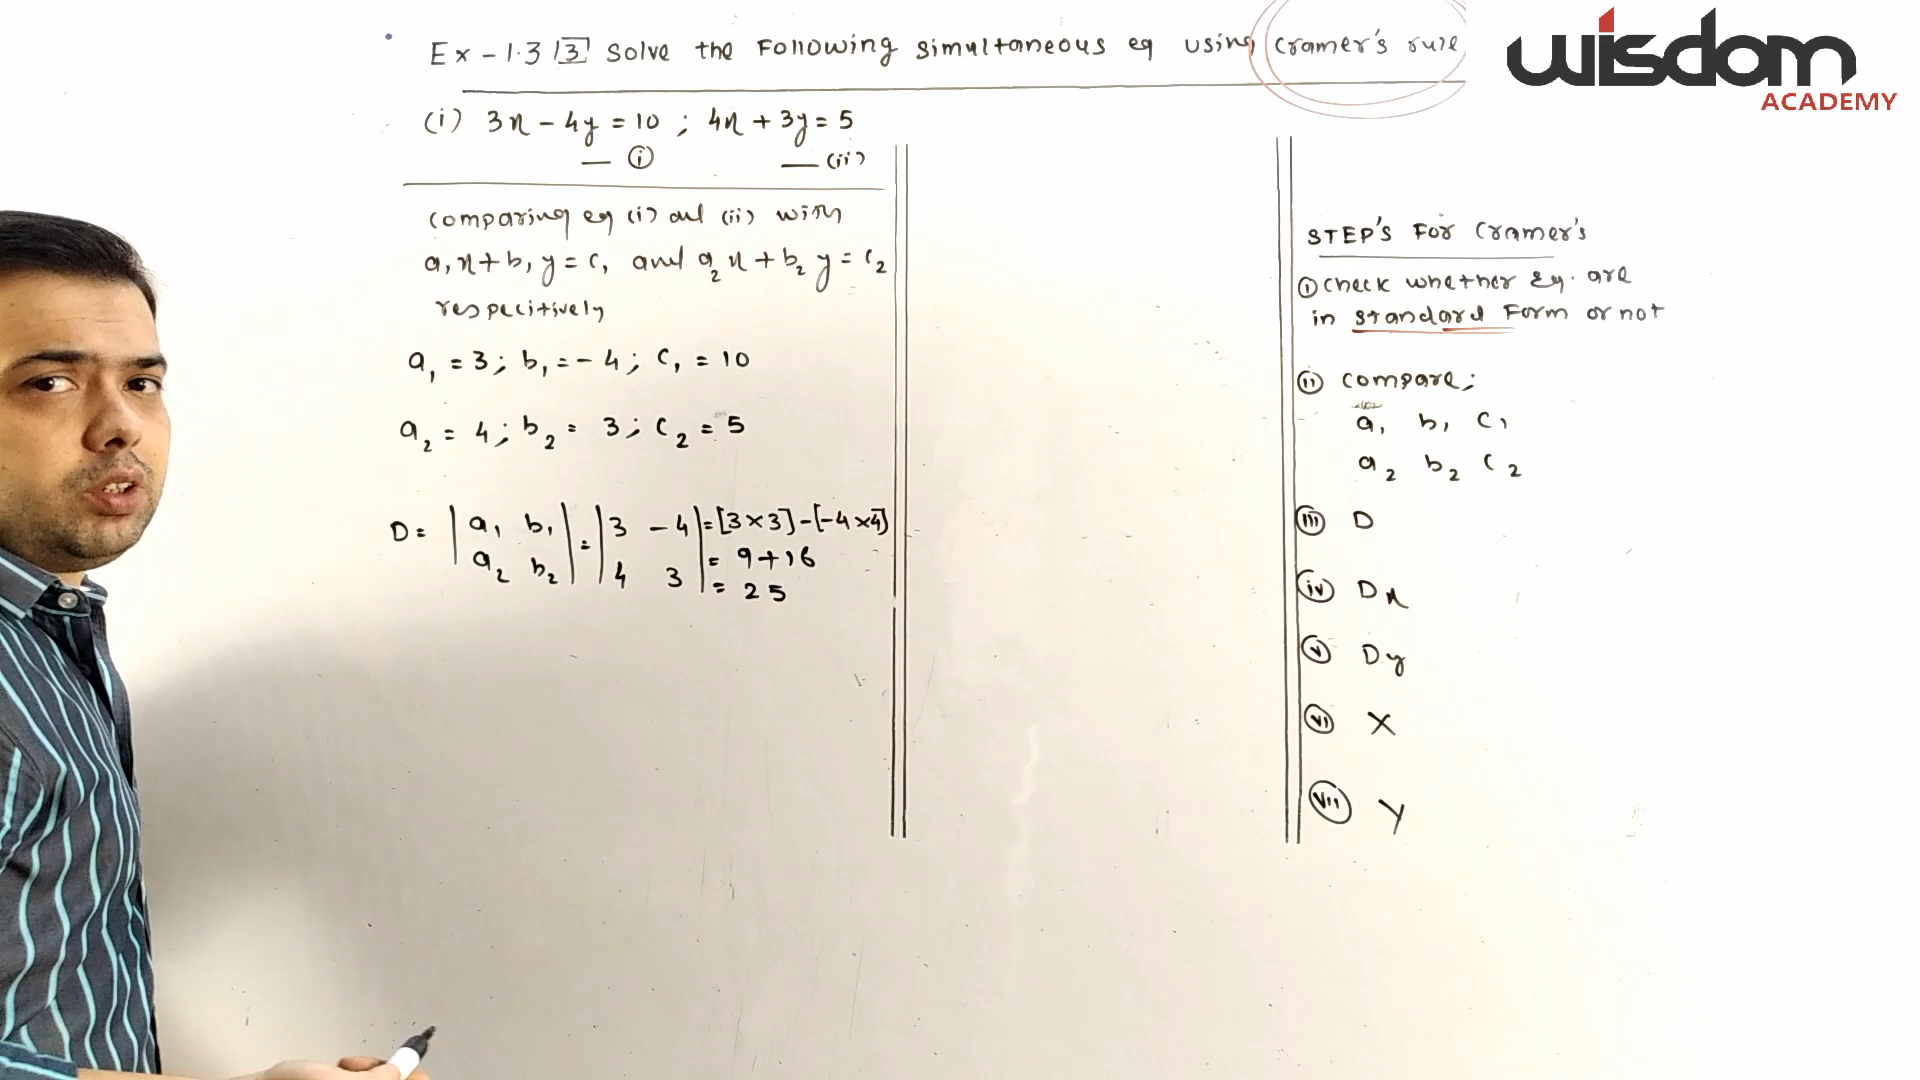 Ex - 1.3 [3] Solve the Following Simultaneous eq using Cramer's rule
wisdom
ACADEMY
(i) 3x - 4y = 10 ; 4x + 3y = 5
— (i) — (ii)
Comparing eq (i) and (ii) with
a₁x + b₁y = c₁ and a₂x + b₂y = c₂
respecitively
a₁ = 3; b₁ = - 4; c₁ = 10
a₂ = 4; b₂ = 3; c₂ = 5
D = | a₁ b₁ | = | 3 - 4 | = [3×3] - [-4×4]
| a₂ b₂ | | 4 3 | = 9 + 16
= 25
STEP'S FOR Cramer's
(i) Check whether Eq. are
in standard Form or not
(ii) Compare;
a₁ b₁ c₁
a₂ b₂ c₂
(iii) D
(iv) Dx
(v) Dy
(vi) X
(vii) Y